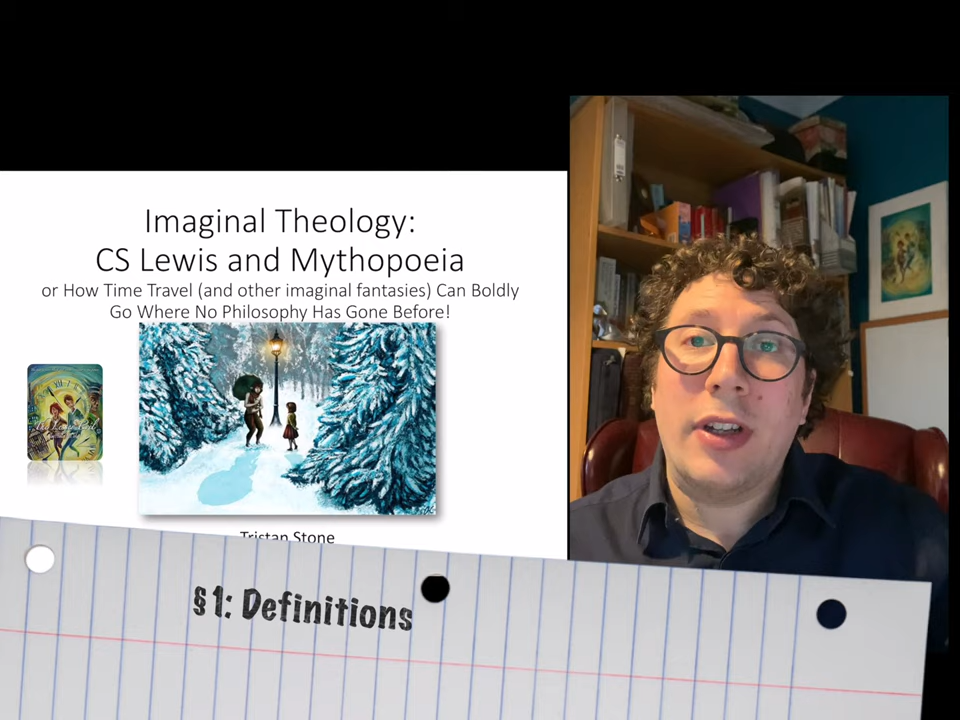 Imaginal Theology:
CS Lewis and Mythopoeia
or How Time Travel (and other imaginal fantasies) Can Boldly
Go Where No Philosophy Has Gone Before!
Tristan Stone
§1: Definitions